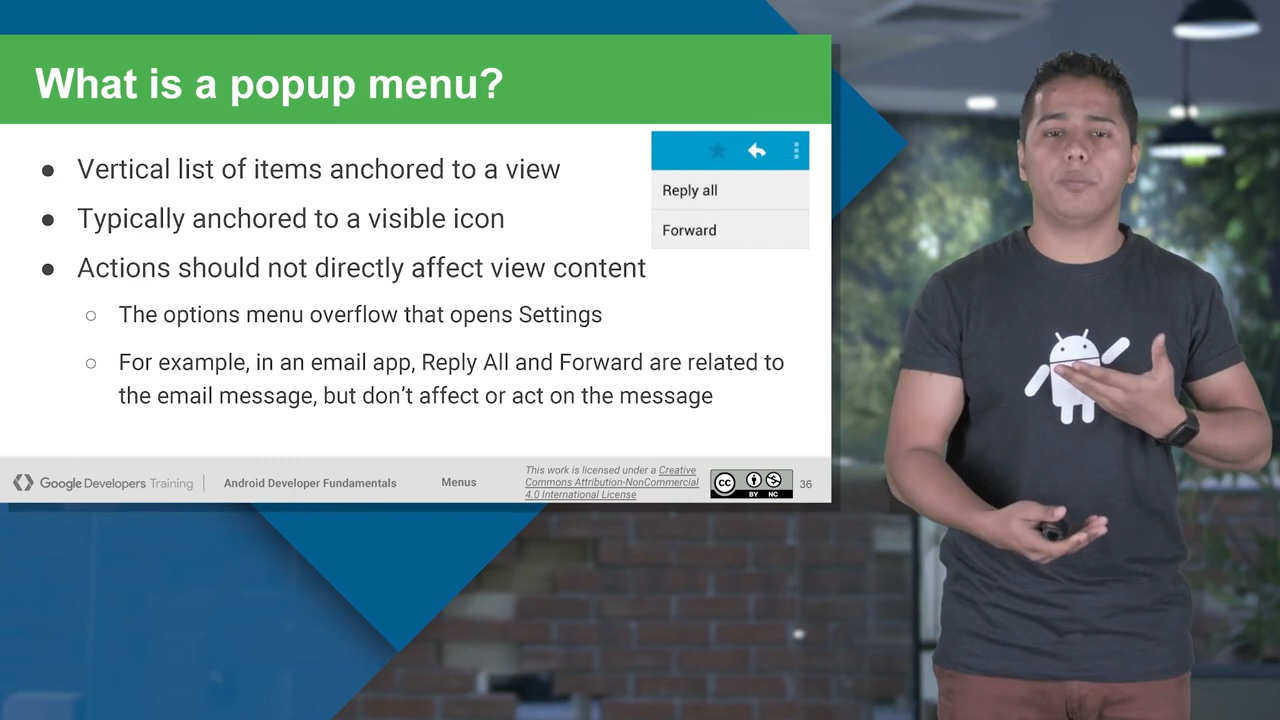 What is a popup menu?
● Vertical list of items anchored to a view
● Typically anchored to a visible icon
● Actions should not directly affect view content
○ The options menu overflow that opens Settings
○ For example, in an email app, Reply All and Forward are related to
the email message, but don’t affect or act on the message
Reply all
Forward
Google Developers Training
Android Developer Fundamentals
Menus
This work is licensed under a Creative
Commons Attribution-NonCommercial
4.0 International License
cc
BY NC
36